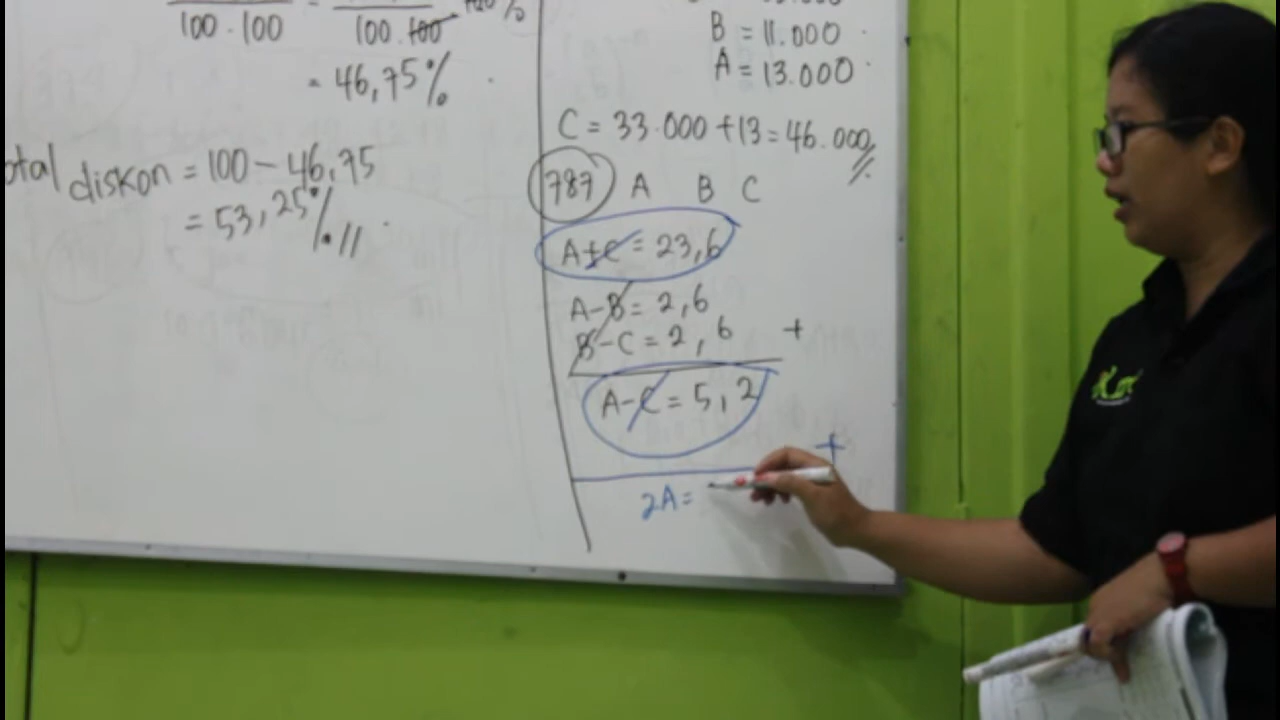 100 . 100 = 100 . 100
= 46,75 %
otal diskon = 100 - 46,75
= 53,25% //
B = 11.000
A = 13.000
C = 33.000 + 13 = 46.000 //
787 A B C
A + C = 23,6
A - B = 2,6
B - C = 2,6 +
A - C = 5,2
+
2A =